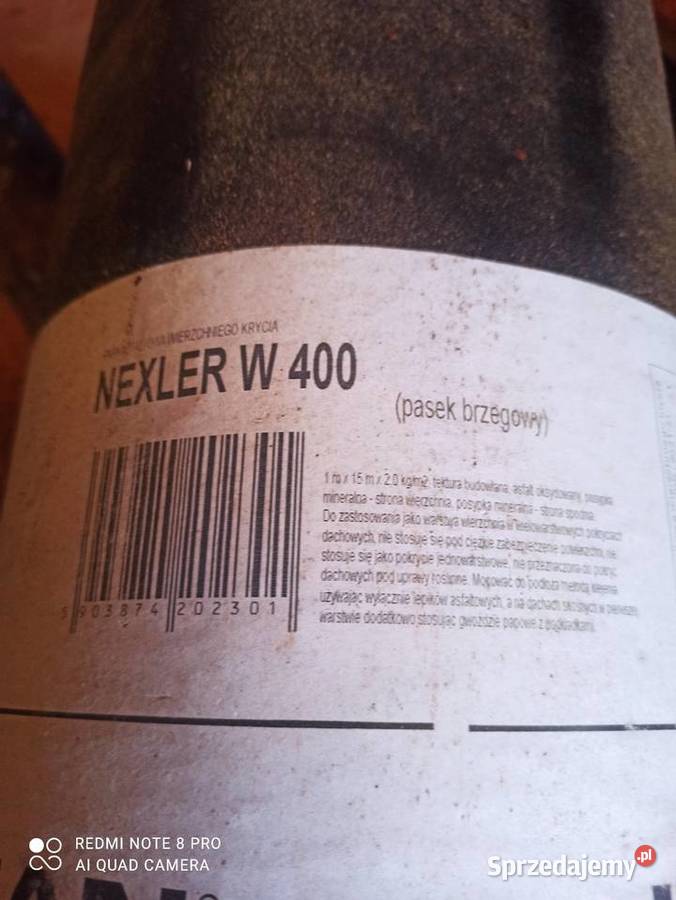 WIERZCHNIEGO KRYCIA
NEXLER W 400
(pasek brzegowy)
1 m x 15 m x 2.0 kg/m2, tektura budowlana, asfalt oksydowany, posypka
mineralna - strona wierzchnia, posypka mineralna - strona spodnia.
Do zastosowania jako warstwa wierzchnia w wielowarstwowych pokryciach
dachowych, nie stosuje się pod ciężkie zabezpieczenie powierzchni, nie
stosuje się jako pokrycie jednowarstwowe, nie przeznaczona do pokryć
dachowych pod uprawy roślinne. Mocować do podłoża metodą klejenia
używając wyłącznie lepików asfaltowych, a na dachach skośnych w pierwszej
warstwie dodatkowo stosując gwoździe papowe z podkładkami.
5 903874 202301
REDMI NOTE 8 PRO
AI QUAD CAMERA
Sprzedajemy.pl